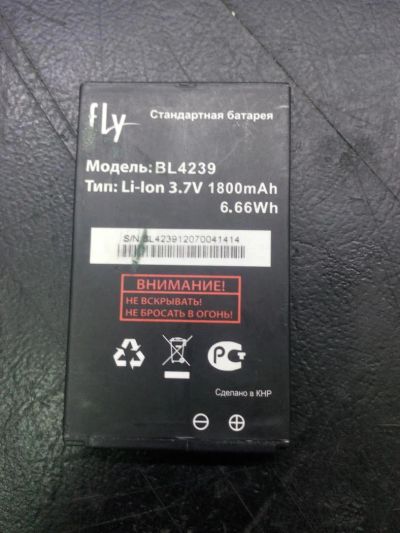 fly
Стандартная батарея
Модель: BL4239
Тип: Li-Ion 3.7V 1800mAh
6.66Wh
S/N BL423912070041414
ВНИМАНИЕ!
НЕ ВСКРЫВАТЬ!
НЕ БРОСАТЬ В ОГОНЬ!
Сделано в КНР